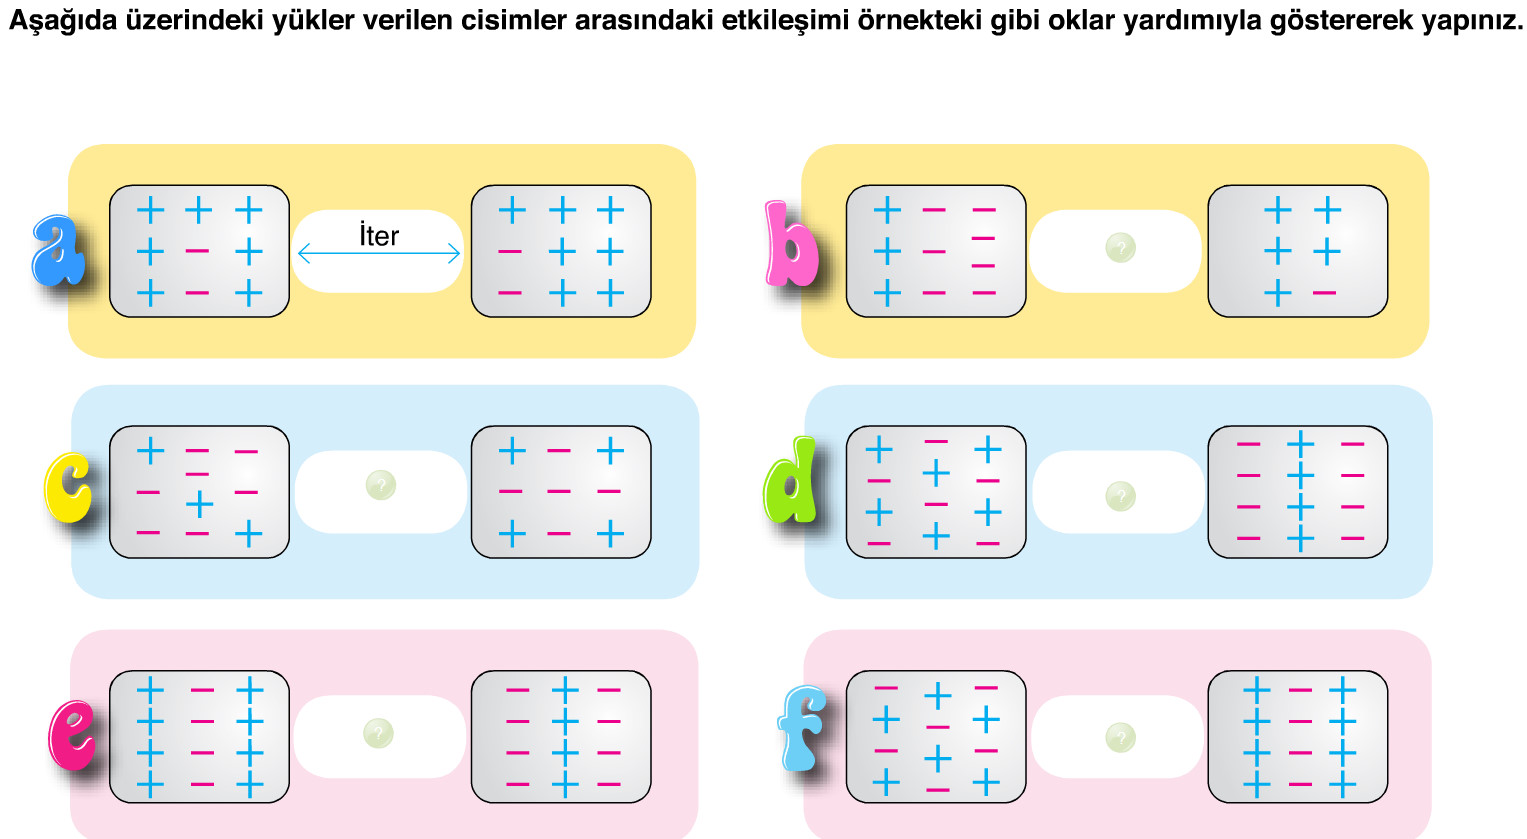 Aşağıda üzerindeki yükler verilen cisimler arasındaki etkileşimi örnekteki gibi oklar yardımıyla göstererek yapınız.
a
+ + +
+ − +
+ − +
İter
+ + +
− + +
− + +
b
+ − −
−
+ −
−
+ − −
?
+ +
+ +
+ −
c
+ − −
−
− −
+
− − +
?
+ − +
− − −
+ − +
d
−
+ +
+
− −
−
+ +
+
− −
?
− + −
− + −
− + −
− + −
e
+ − +
+ − +
+ − +
+ − +
?
− + −
− + −
− + −
− + −
f
− −
+
+ +
−
− −
+
+ +
−
?
+ − +
+ − +
+ − +
+ − +